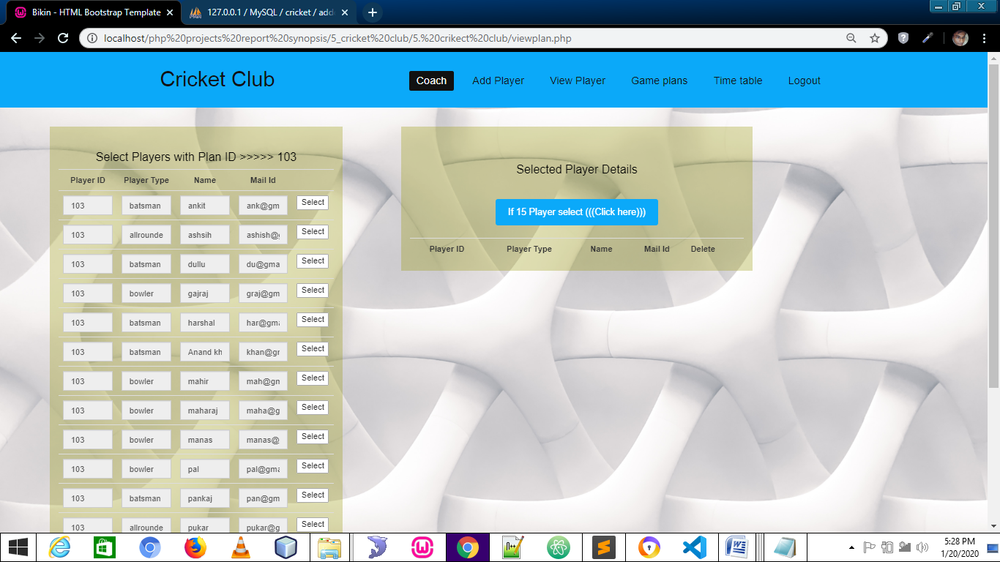 Bikin - HTML Bootstrap Template
127.0.0.1 / MySQL / cricket / add
localhost/php%20projects%20report%20synopsis/5_cricket%20club/5.%20crikect%20club/viewplan.php
Cricket Club
Coach Add Player View Player Game plans Time table Logout
Select Players with Plan ID >>>>> 103
Player ID Player Type Name Mail Id
103 batsman ankit ank@gm Select
103 allrounde ashsih ashish@g Select
103 batsman dullu du@gma Select
103 bowler gajraj graj@gm Select
103 batsman harshal har@gma Select
103 batsman Anand kh khan@gm Select
103 bowler mahir mah@gm Select
103 bowler maharaj maha@g Select
103 bowler manas manas@ Select
103 bowler pal pal@gma Select
103 batsman pankaj pan@gm Select
103 allrounde pukar pukar@g Select
Selected Player Details
If 15 Player select (((Click here)))
Player ID Player Type Name Mail Id Delete
5:28 PM
1/20/2020